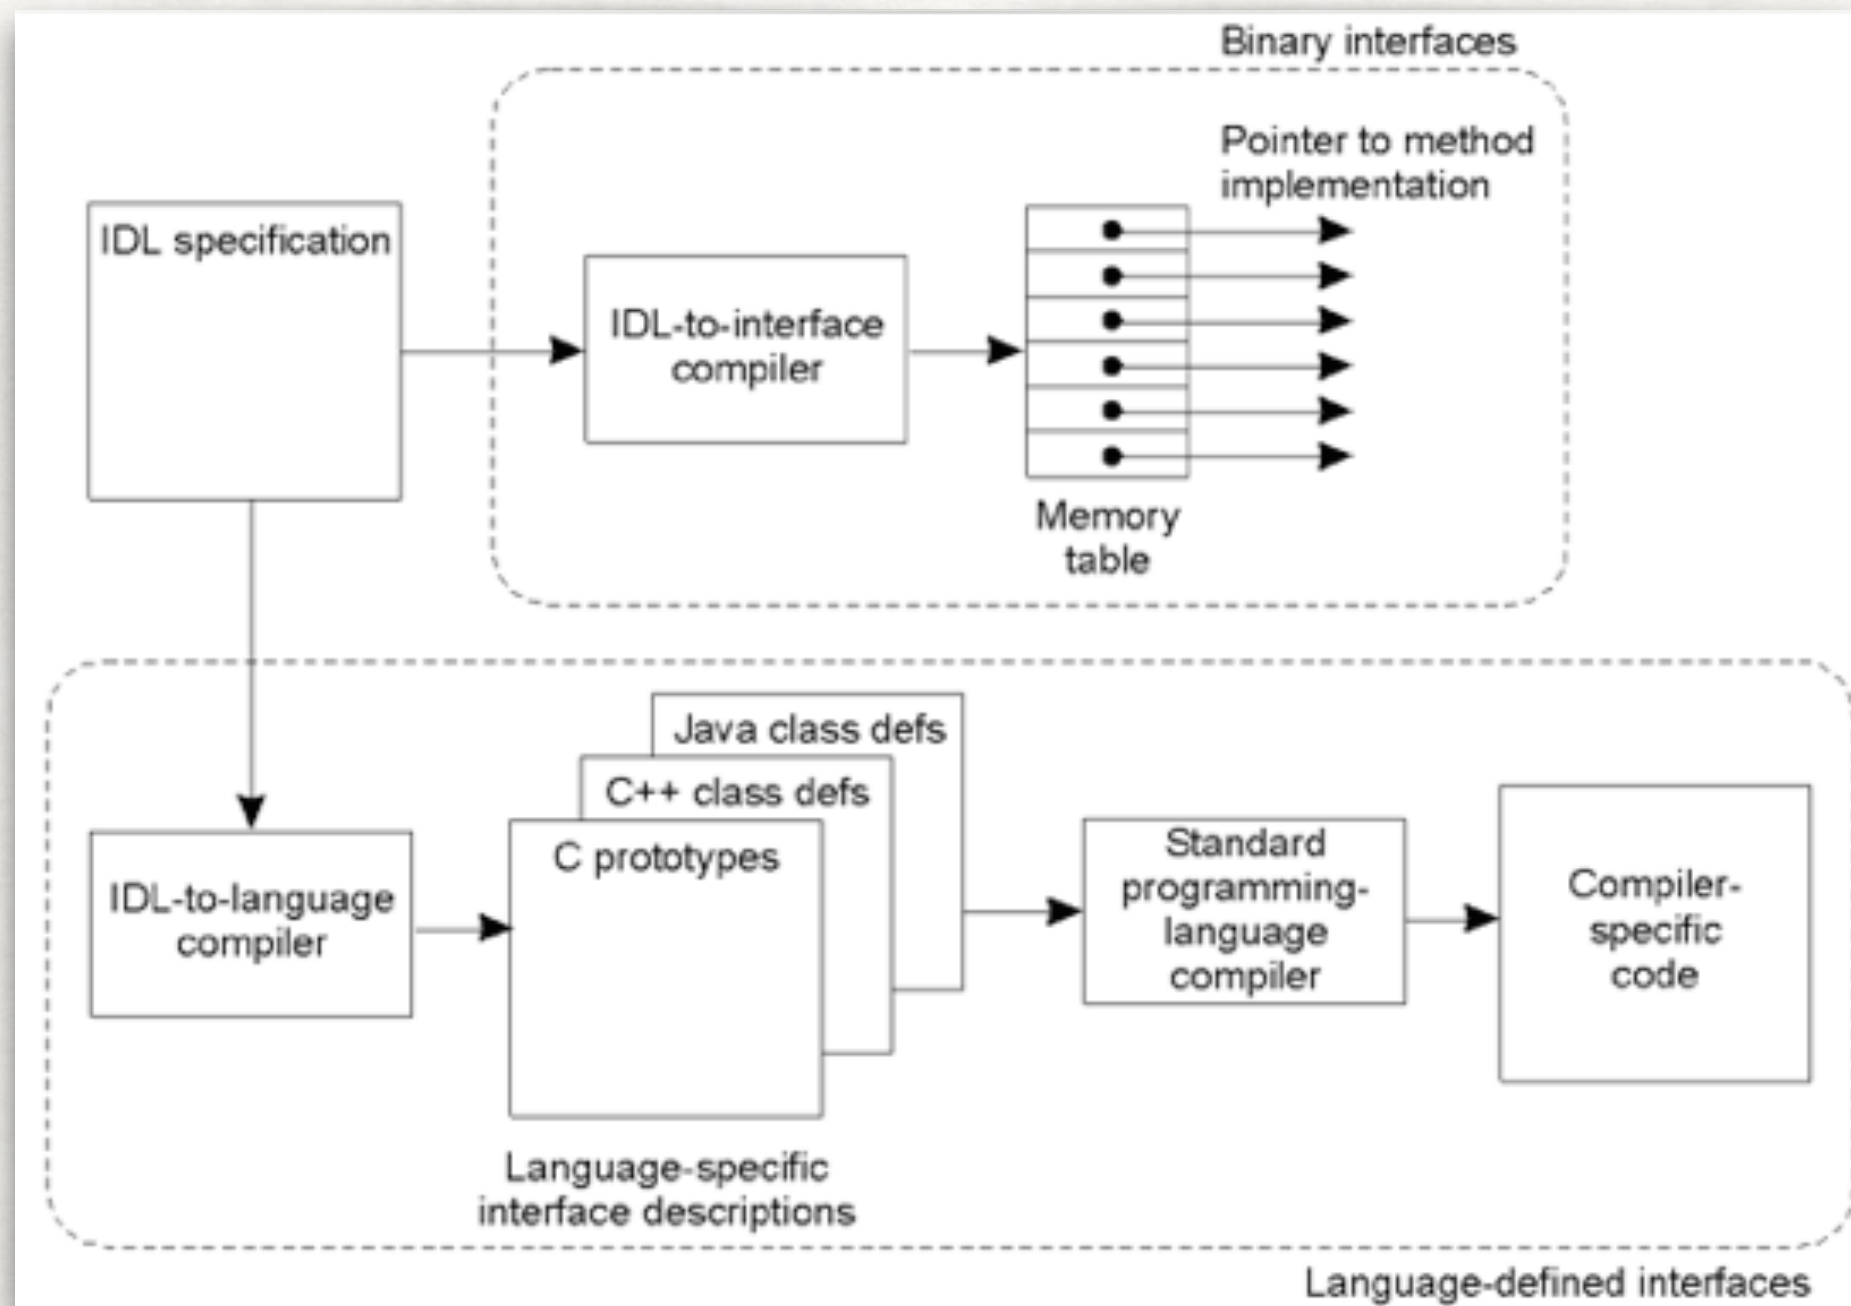 Binary interfaces
Pointer to method
implementation
IDL specification
IDL-to-interface
compiler
Memory
table
Java class defs
C++ class defs
C prototypes
IDL-to-language
compiler
Standard
programming-
language
compiler
Compiler-
specific
code
Language-specific
interface descriptions
Language-defined interfaces